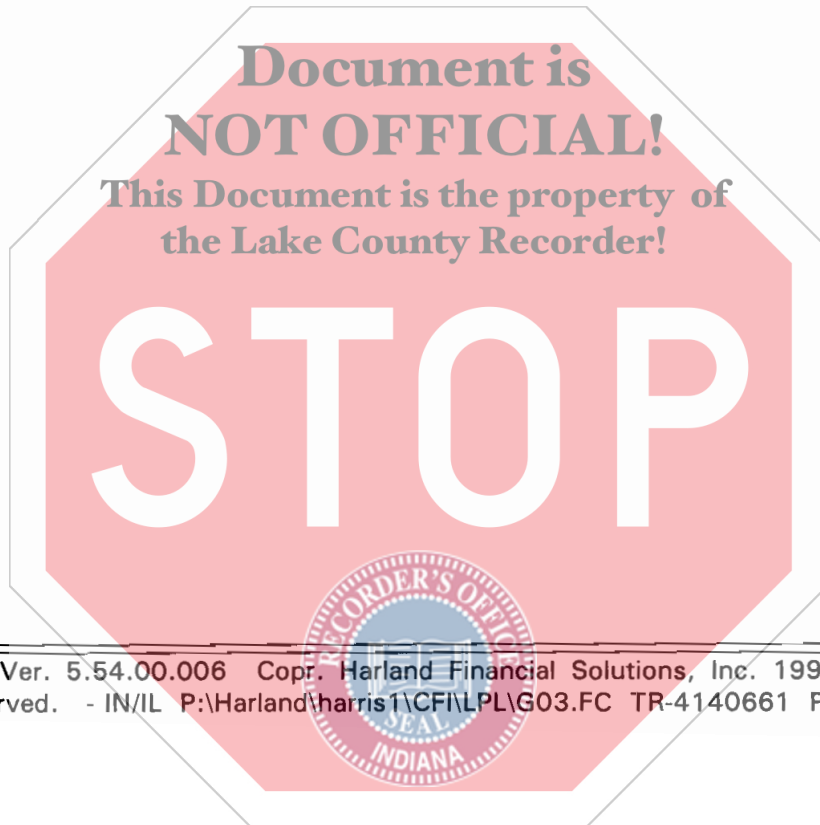 Document is
NOT OFFICIAL!
This Document is the property of
the Lake County Recorder!
STOP
RECORDER'S OFFICE
Ver. 5.54.00.006 Copr. Harland Financial Solutions, Inc. 199
rved. - IN/IL P:\Harland\harris1\CFI\LPL\G03.FC TR-4140661 P
SEAL
INDIANA